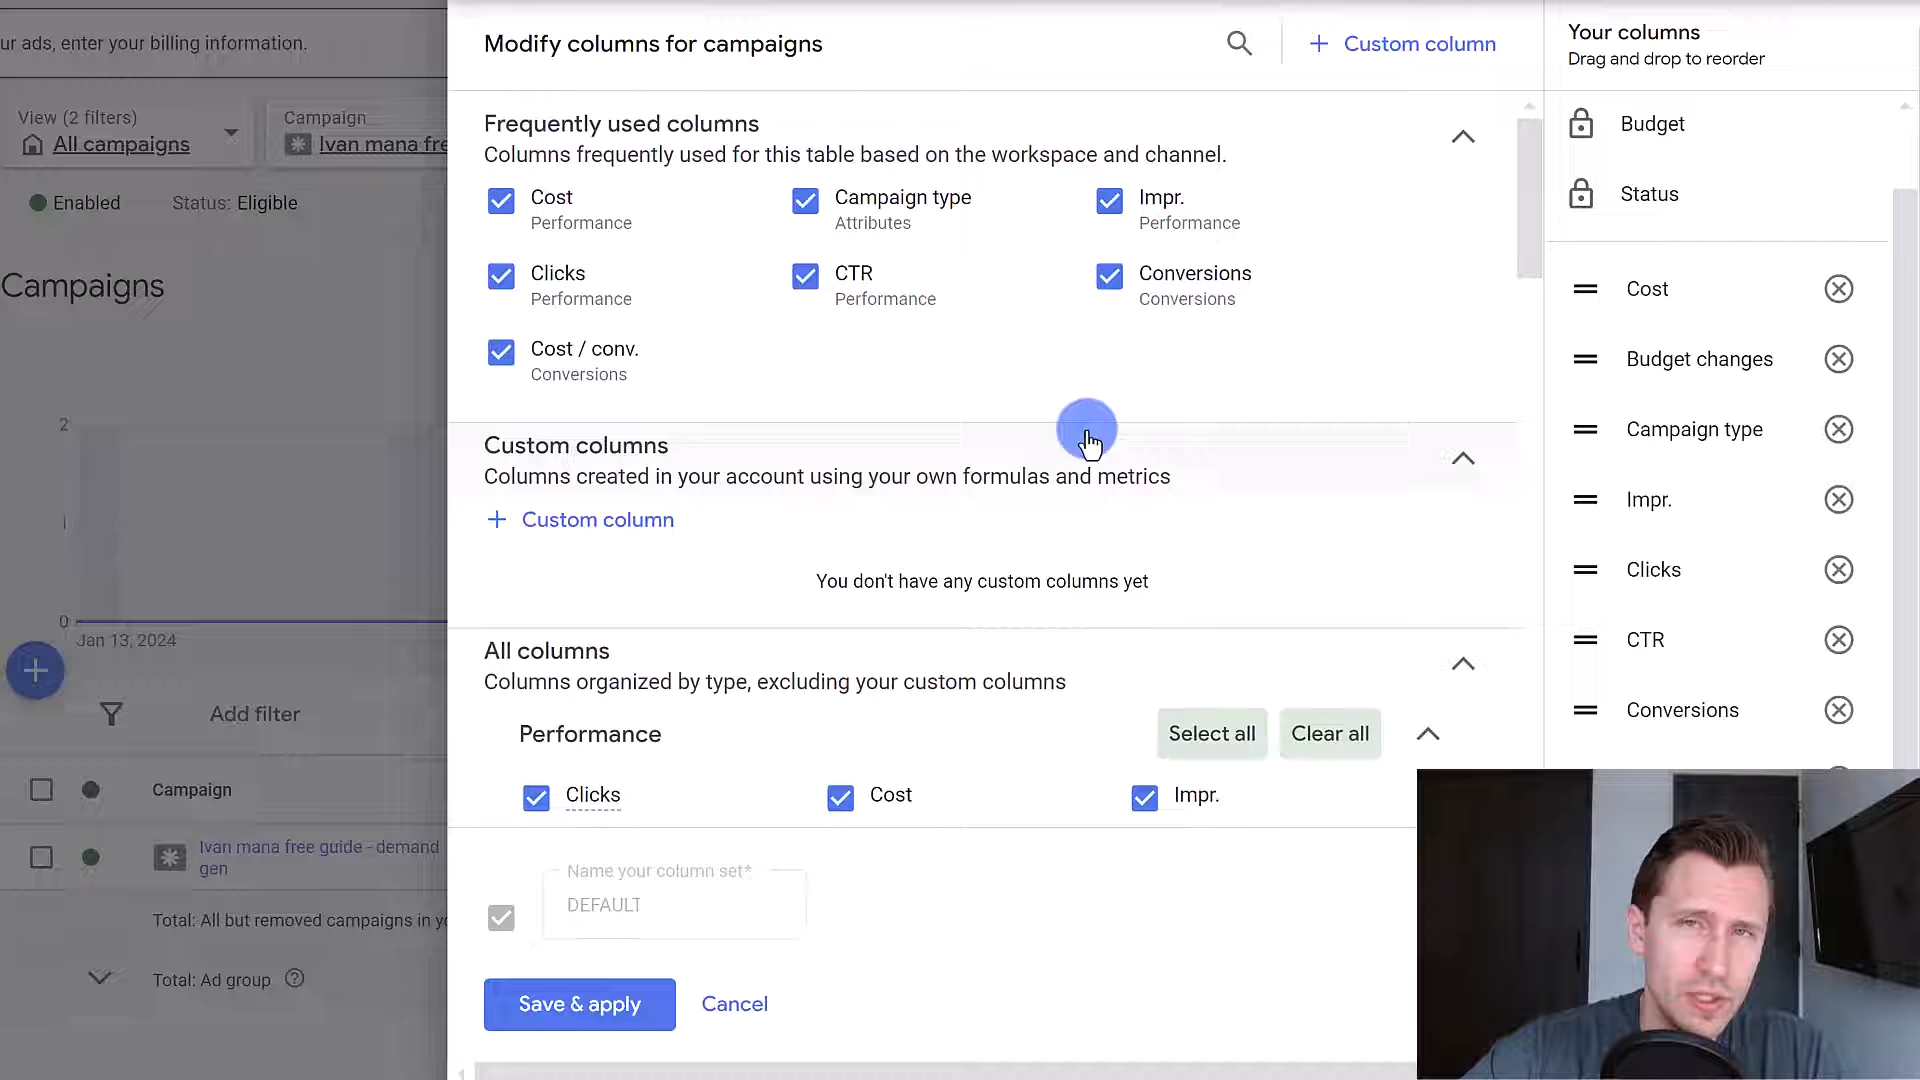 ur ads, enter your billing information.
View (2 filters)
All campaigns
Campaign
Ivan mana fre
Enabled
Status: Eligible
Campaigns
2
1
0
Jan 13, 2024
Add filter
Campaign
Ivan mana free guide - demand
gen
Total: All but removed campaigns in yo
Total: Ad group
Modify columns for campaigns
+ Custom column
Frequently used columns
Columns frequently used for this table based on the workspace and channel.
Cost
Performance
Campaign type
Attributes
Impr.
Performance
Clicks
Performance
CTR
Performance
Conversions
Conversions
Cost / conv.
Conversions
Custom columns
Columns created in your account using your own formulas and metrics
+ Custom column
You don't have any custom columns yet
All columns
Columns organized by type, excluding your custom columns
Performance
Select all
Clear all
Clicks
Cost
Impr.
Name your column set*
DEFAULT
Save & apply
Cancel
Your columns
Drag and drop to reorder
Budget
Status
Cost
Budget changes
Campaign type
Impr.
Clicks
CTR
Conversions